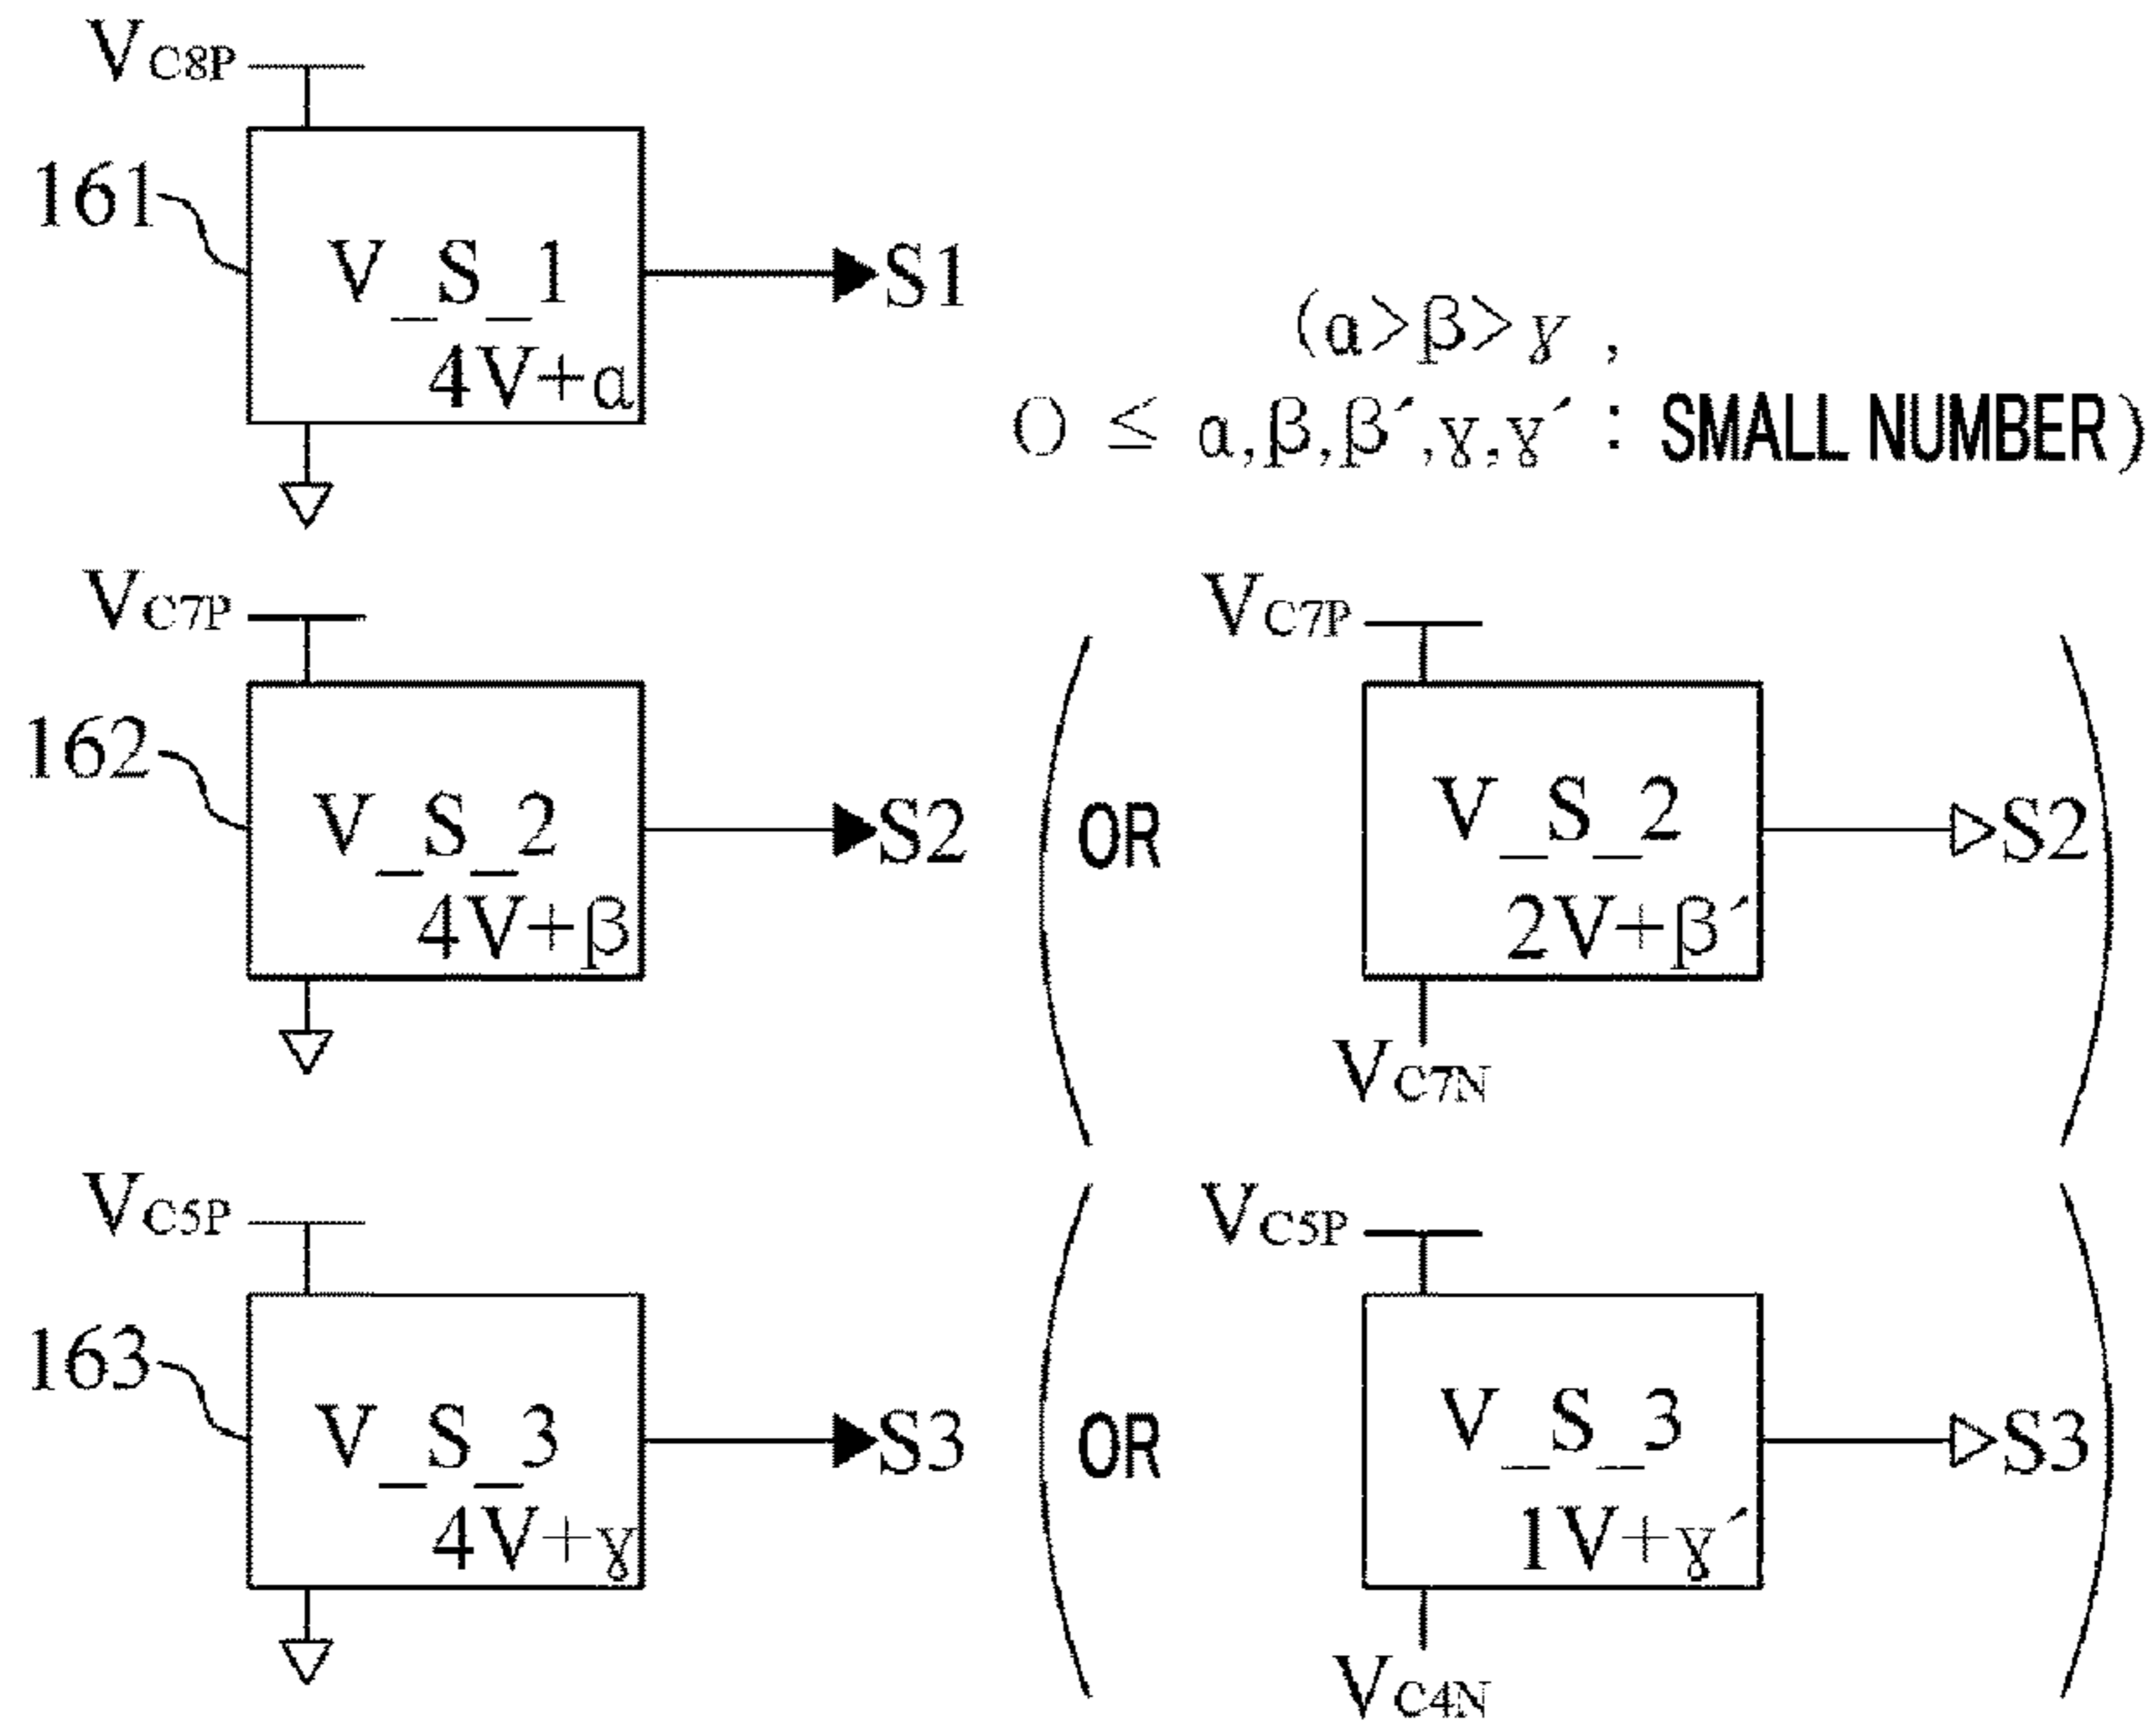 VC8P
161
V_S_1
4V+α
S1
(α>β>γ ,
0 ≤ α,β,β´,γ,γ´ : SMALL NUMBER)
VC7P
162
V_S_2
4V+β
S2
OR
VC7P
V_S_2
2V+β´
S2
VC7N
VC5P
163
V_S_3
4V+γ
S3
OR
VC5P
V_S_3
1V+γ´
S3
VC4N